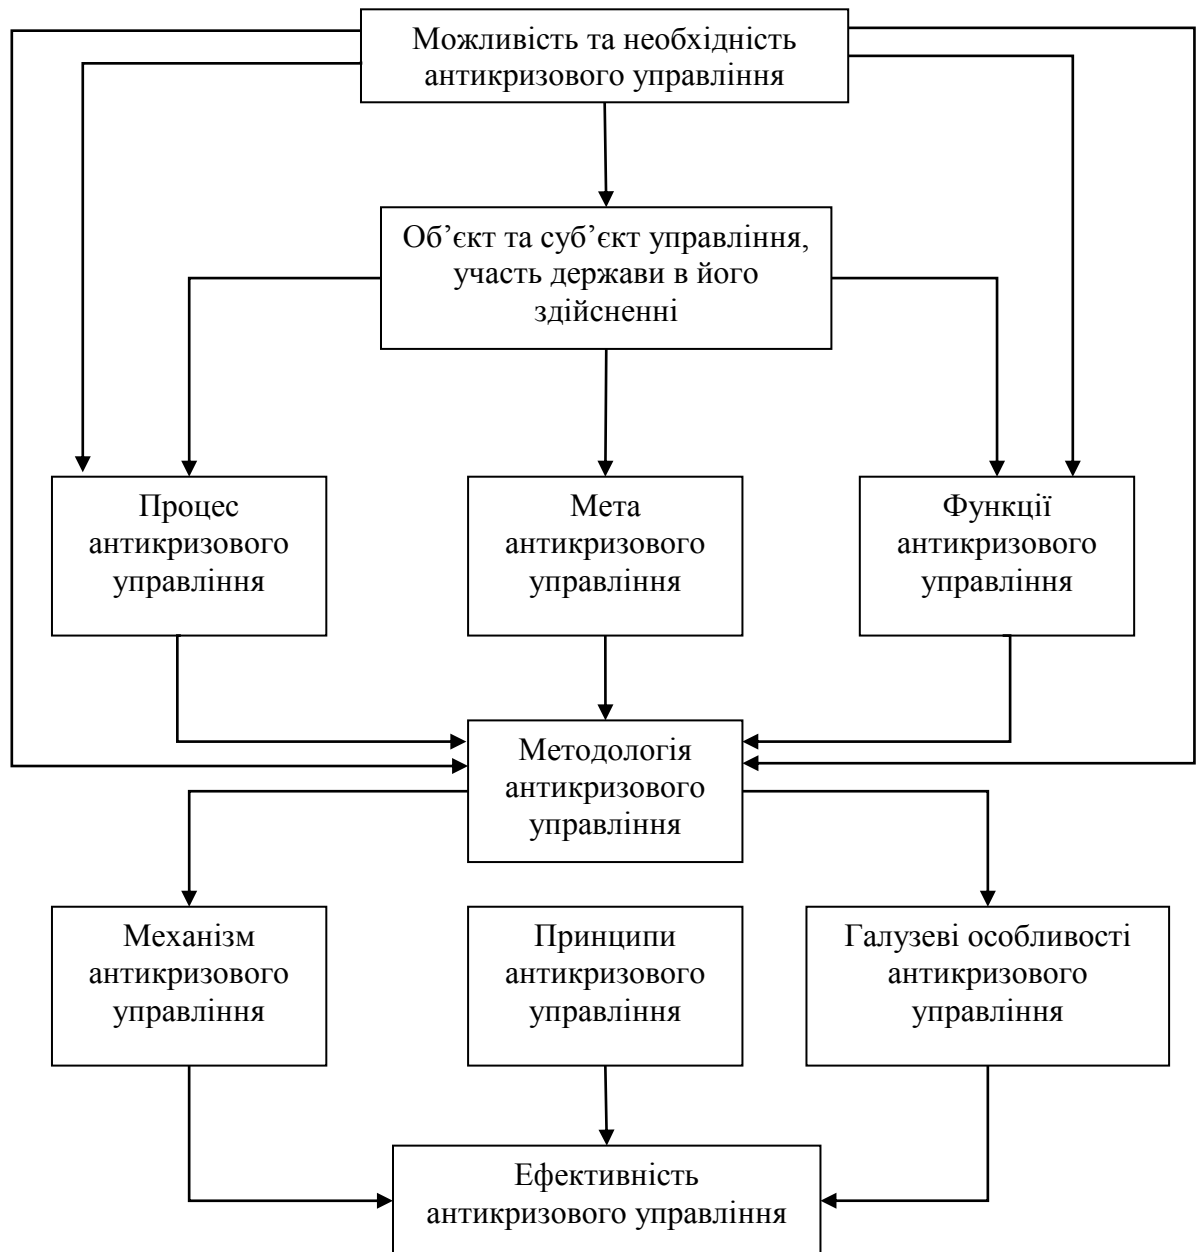 Можливість та необхідність
антикризового управління
Об’єкт та суб’єкт управління,
участь держави в його
здійсненні
Процес
антикризового
управління
Мета
антикризового
управління
Функції
антикризового
управління
Методологія
антикризового
управління
Механізм
антикризового
управління
Принципи
антикризового
управління
Галузеві особливості
антикризового
управління
Ефективність
антикризового управління